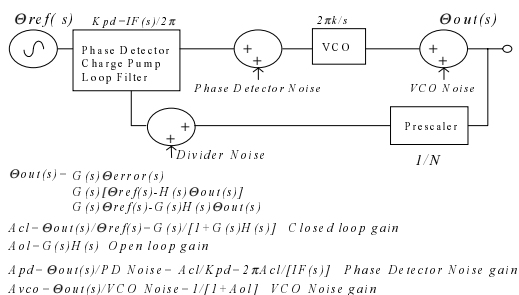 Θref(s)
Kpd=IF(s)/2π
2πk/s
Θout(s)
Phase Detector
Charge Pump
Loop Filter
+
+
VCO
+
+
Phase Detector Noise
VCO Noise
+
+
Prescaler
Divider Noise
1/N
Θout(s)= G(s)Θerror(s)
G(s)[Θref(s)-H(s)Θout(s)]
G(s)Θref(s)-G(s)H(s)Θout(s)
Acl=Θout(s)/Θref(s)=G(s)/[1+G(s)H(s)] Closed loop gain
Aol=G(s)H(s) Open loop gain
Apd=Θout(s)/PD Noise= Acl/Kpd=2πAcl/[IF(s)] Phase Detector Noise gain
Avco=Θout(s)/VCO Noise=1/[1+Aol] VCO Noise gain